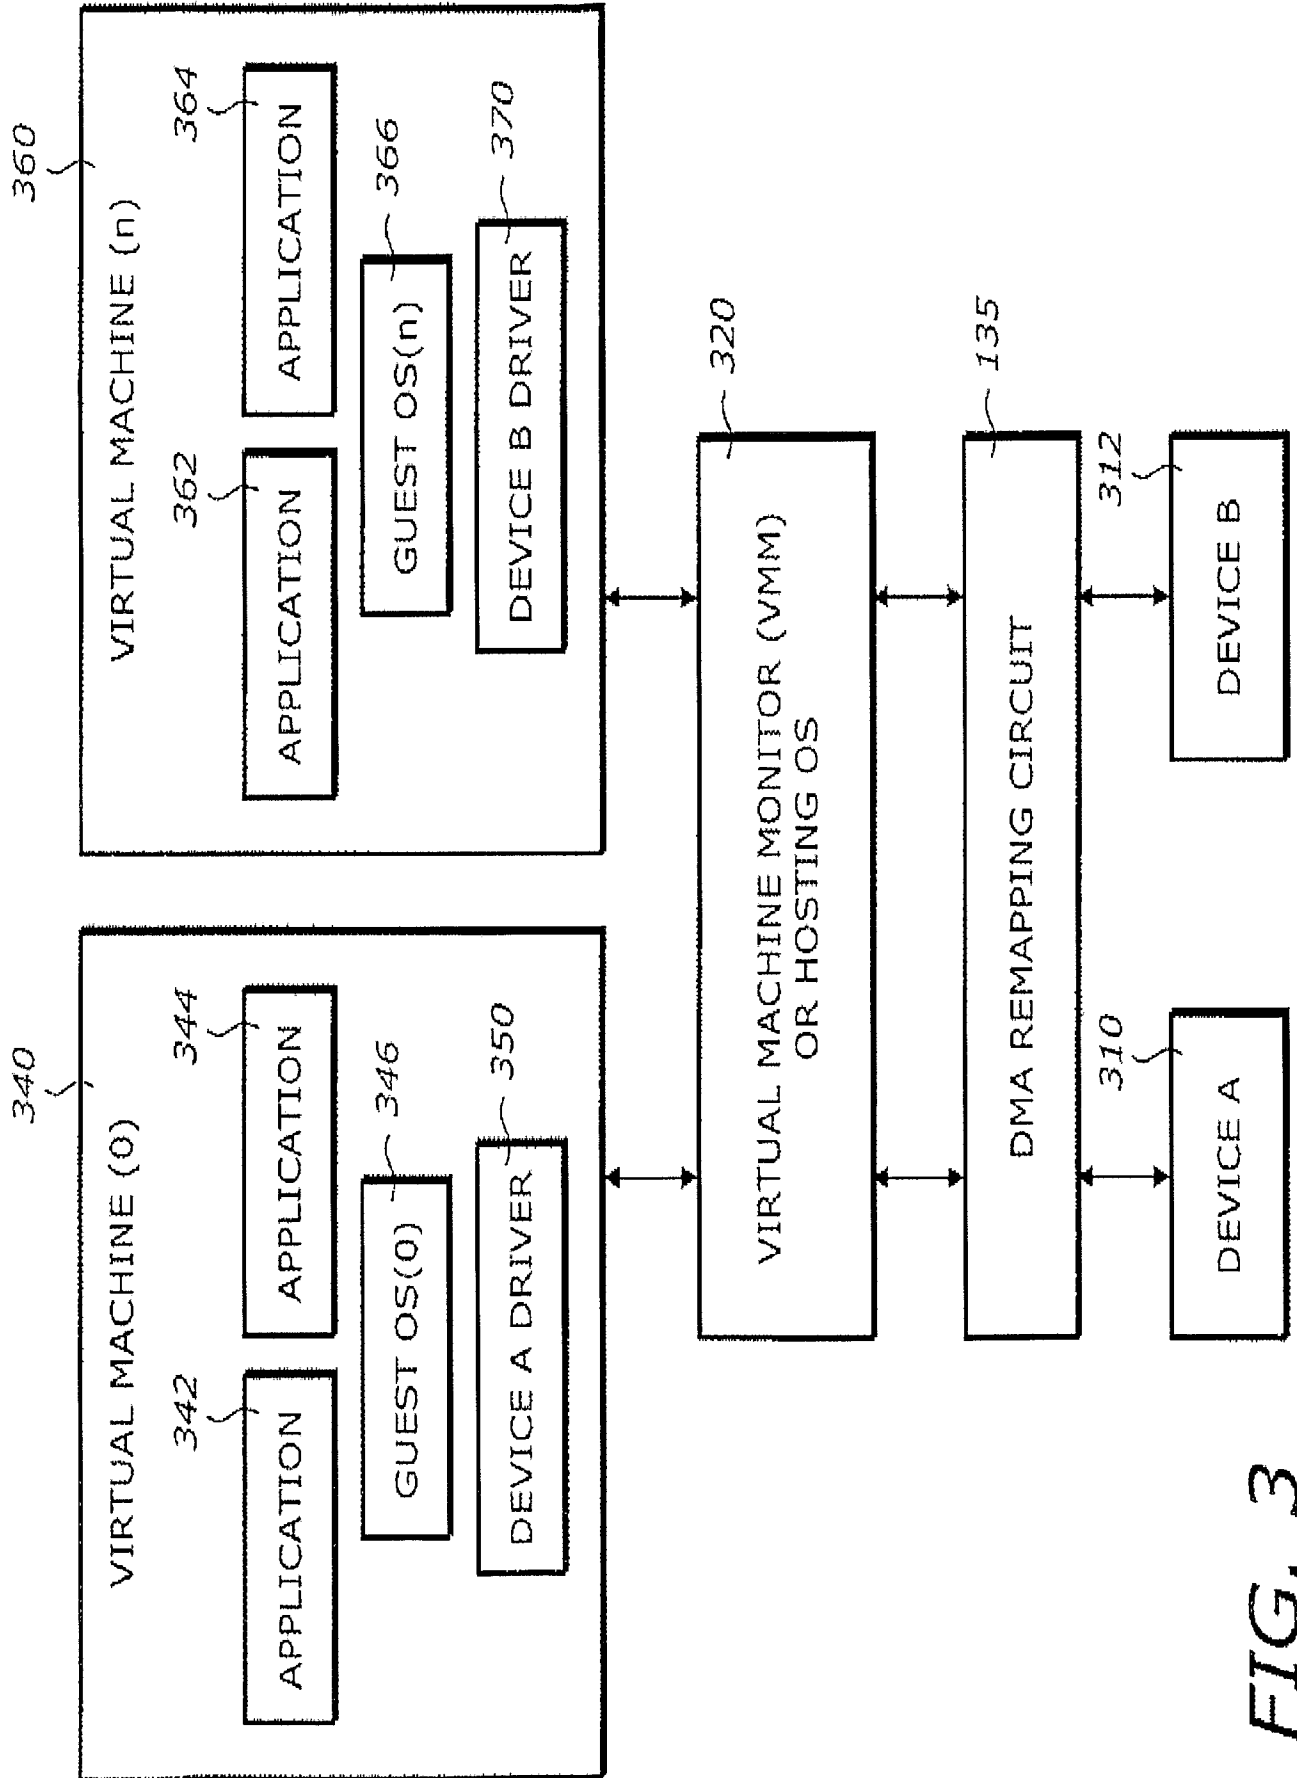 340
VIRTUAL MACHINE (0)
342
APPLICATION
344
APPLICATION
346
GUEST OS(0)
350
DEVICE A DRIVER
360
VIRTUAL MACHINE (n)
362
APPLICATION
364
APPLICATION
366
GUEST OS(n)
370
DEVICE B DRIVER
320
VIRTUAL MACHINE MONITOR (VMM)
OR HOSTING OS
135
DMA REMAPPING CIRCUIT
310
DEVICE A
312
DEVICE B
FIG. 3